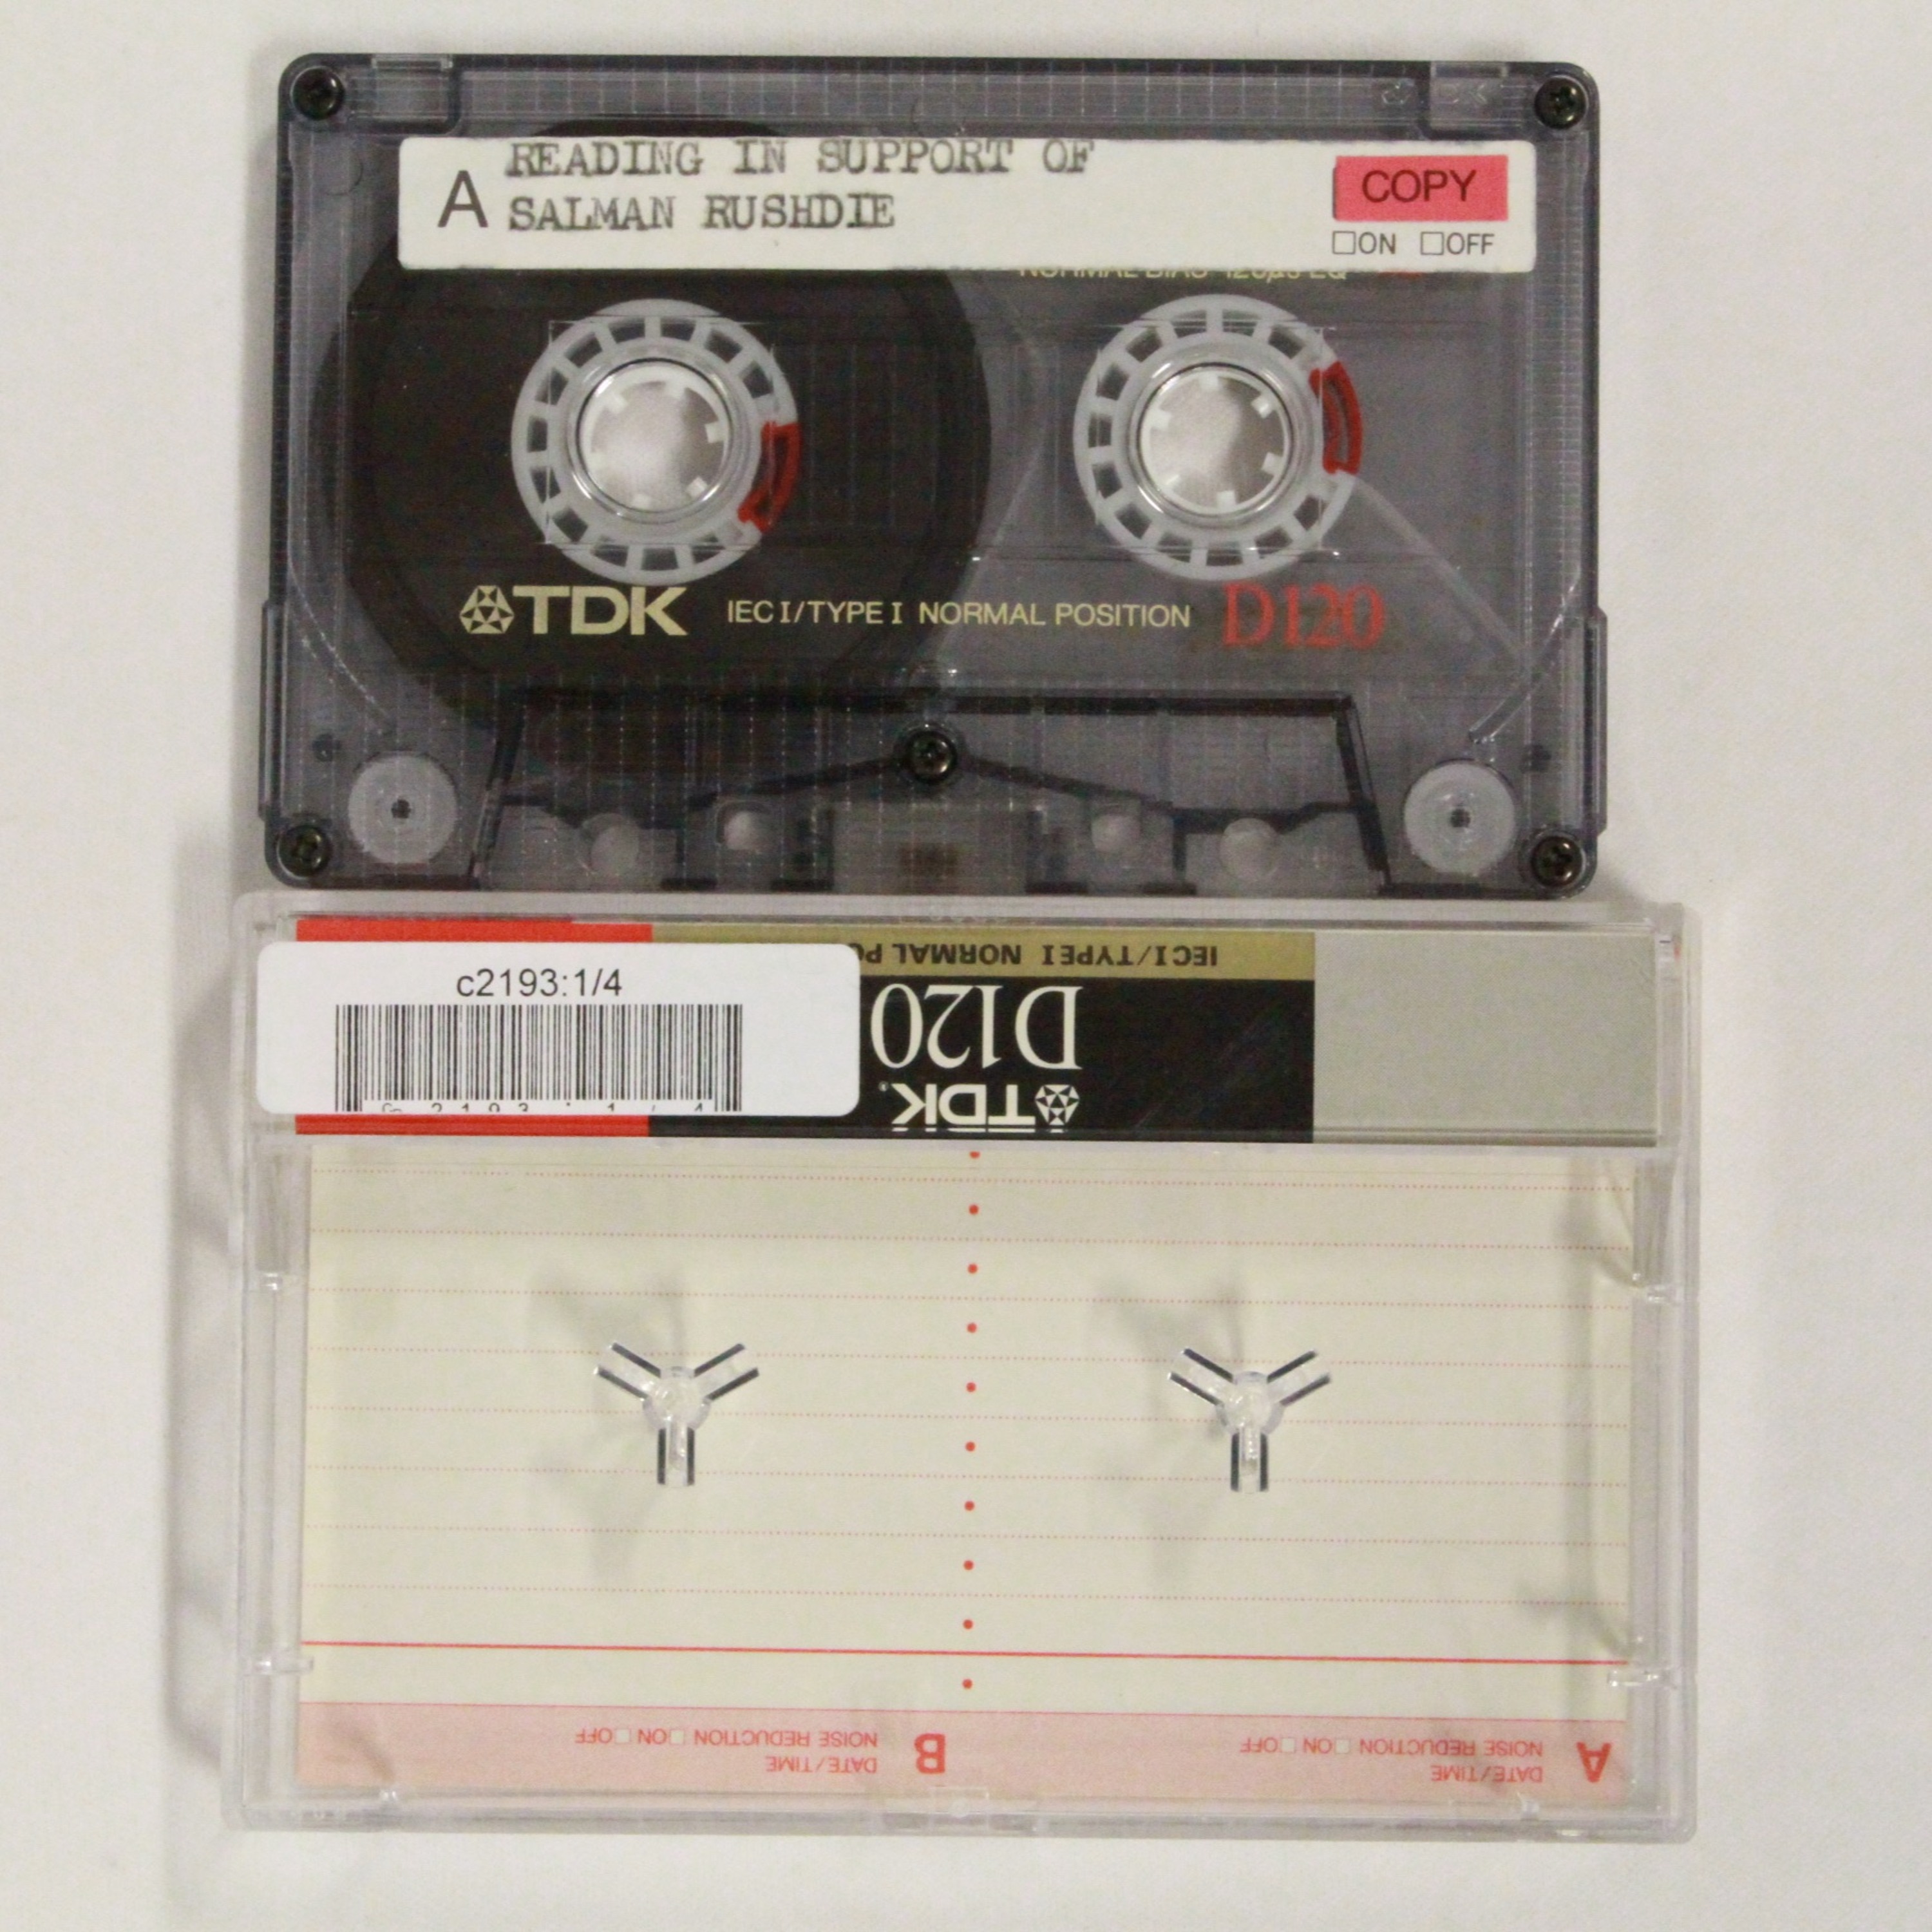 READING IN SUPPORT OF
A SALMAN RUSHDIE
COPY
☐ON ☐OFF
NORMAL BIAS 120µs EQ
TDK IEC I/TYPE I NORMAL POSITION D120
IEC I/TYPE I NORMAL PO
c2193:1/4
D120
TDK
A DATE/TIME
NOISE REDUCTION ☐ON ☐OFF
B DATE/TIME
NOISE REDUCTION ☐ON ☐OFF